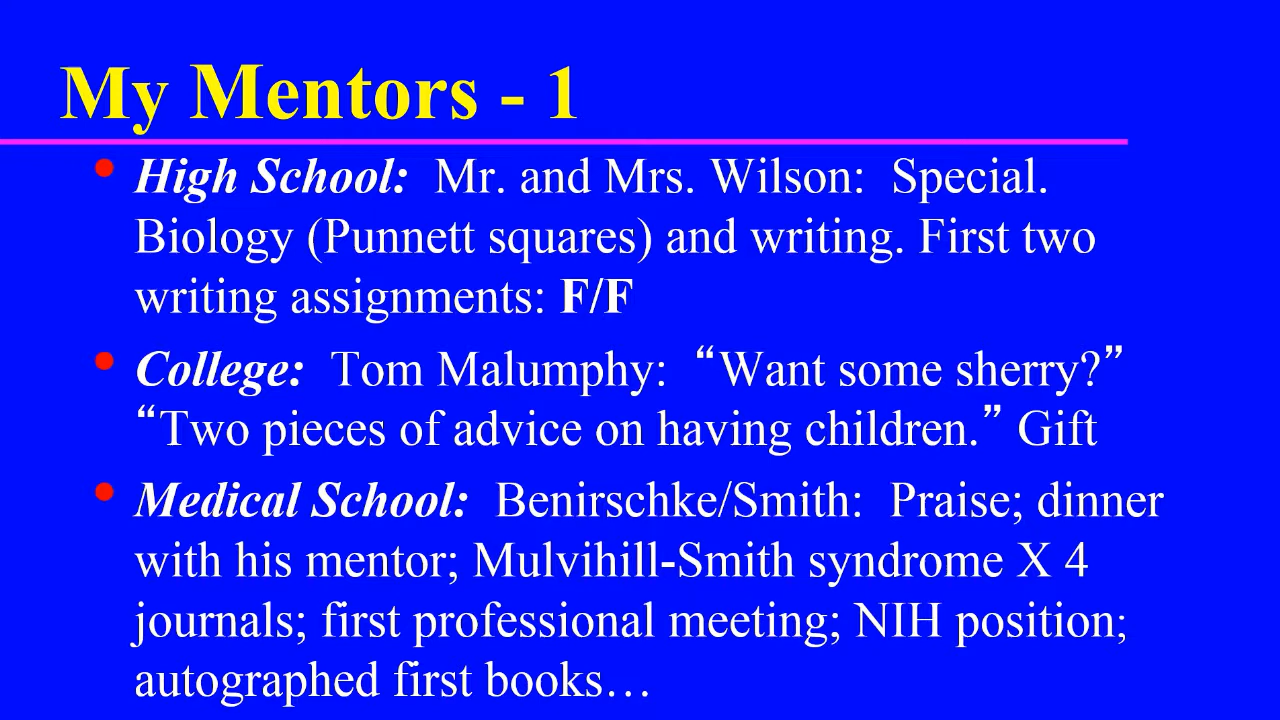 My Mentors - 1
• High School: Mr. and Mrs. Wilson: Special.
Biology (Punnett squares) and writing. First two
writing assignments: F/F
• College: Tom Malumphy: “Want some sherry?”
“Two pieces of advice on having children.” Gift
• Medical School: Benirschke/Smith: Praise; dinner
with his mentor; Mulvihill-Smith syndrome X 4
journals; first professional meeting; NIH position;
autographed first books…